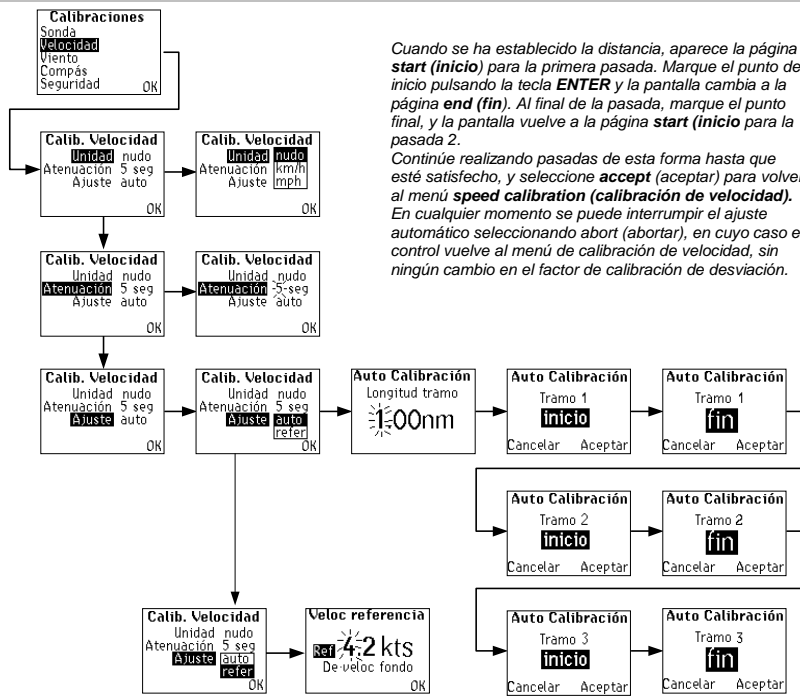 Calibraciones
Sonda
Velocidad
Viento
Compás
Seguridad OK
Cuando se ha establecido la distancia, aparece la página
start (inicio) para la primera pasada. Marque el punto de
inicio pulsando la tecla ENTER y la pantalla cambia a la
página end (fin). Al final de la pasada, marque el punto
final, y la pantalla vuelve a la página start (inicio para la
pasada 2.
Continúe realizando pasadas de esta forma hasta que
esté satisfecho, y seleccione accept (aceptar) para volver
al menú speed calibration (calibración de velocidad).
En cualquier momento se puede interrumpir el ajuste
automático seleccionando abort (abortar), en cuyo caso e
control vuelve al menú de calibración de velocidad, sin
ningún cambio en el factor de calibración de desviación.
Calib. Velocidad
Unidad nudo
Atenuación 5 seg
Ajuste auto
OK
Calib. Velocidad
Unidad nudo
Atenuación km/h
Ajuste mph
OK
Calib. Velocidad
Unidad nudo
Atenuación 5 seg
Ajuste auto
OK
Calib. Velocidad
Unidad nudo
Atenuación 5 seg
Ajuste auto
OK
Calib. Velocidad
Unidad nudo
Atenuación 5 seg
Ajuste auto
OK
Calib. Velocidad
Unidad nudo
Atenuación 5 seg
Ajuste auto
refer
OK
Auto Calibración
Longitud tramo
1.00nm
Auto Calibración
Tramo 1
inicio
Cancelar Aceptar
Auto Calibración
Tramo 1
fin
Cancelar Aceptar
Auto Calibración
Tramo 2
inicio
Cancelar Aceptar
Auto Calibración
Tramo 2
fin
Cancelar Aceptar
Calib. Velocidad
Unidad nudo
Atenuación 5 seg
Ajuste auto
refer
OK
Veloc referencia
Ref 4.2 kts
De veloc fondo
OK
Auto Calibración
Tramo 3
inicio
Cancelar Aceptar
Auto Calibración
Tramo 3
fin
Cancelar Aceptar